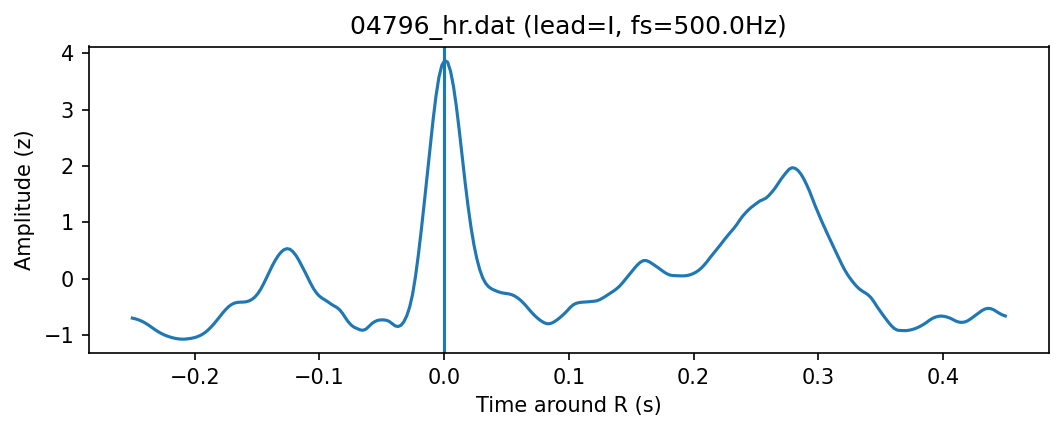 04796_hr.dat (lead=I, fs=500.0Hz)
Amplitude (z)
4
3
2
1
0
−1
−0.2 −0.1 0.0 0.1 0.2 0.3 0.4
Time around R (s)